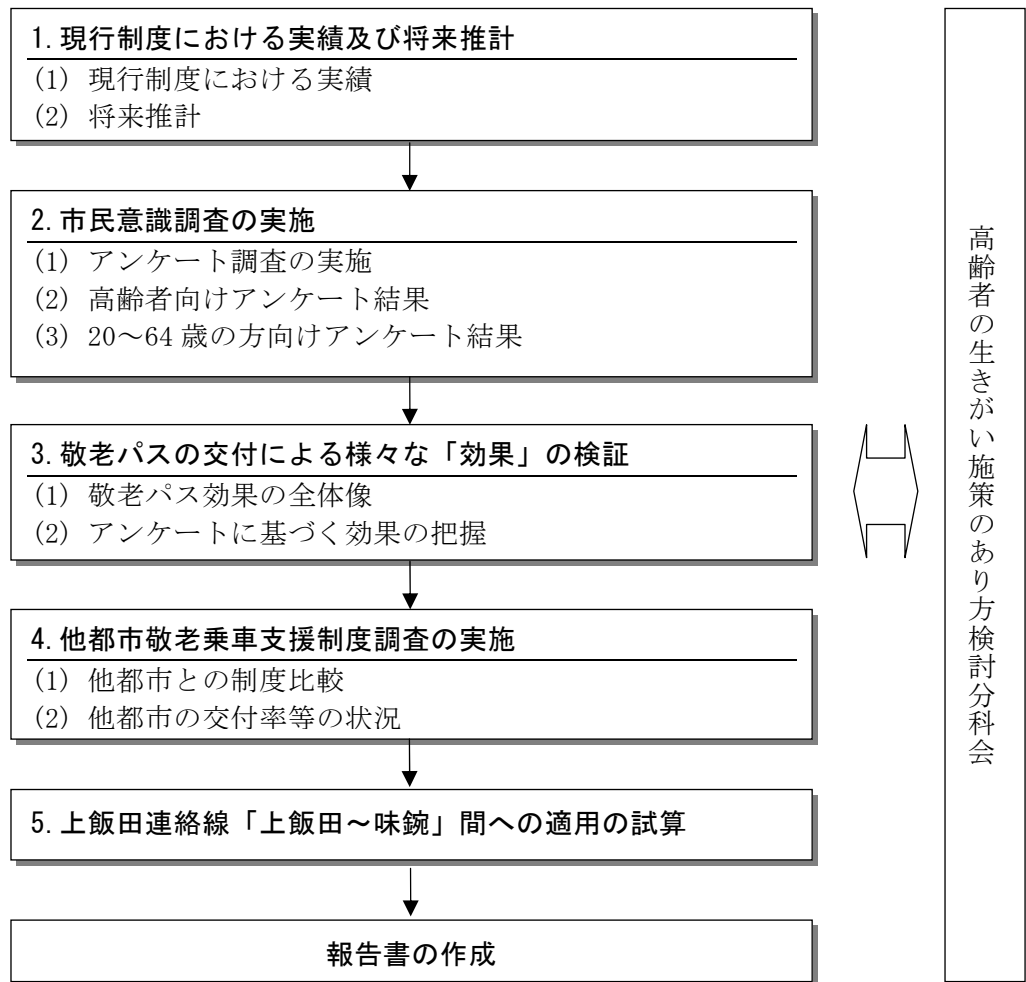 1. 現行制度における実績及び将来推計
(1) 現行制度における実績
(2) 将来推計
2. 市民意識調査の実施
(1) アンケート調査の実施
(2) 高齢者向けアンケート結果
(3) 20～64 歳の方向けアンケート結果
3. 敬老パスの交付による様々な「効果」の検証
(1) 敬老パス効果の全体像
(2) アンケートに基づく効果の把握
4. 他都市敬老乗車支援制度調査の実施
(1) 他都市との制度比較
(2) 他都市の交付率等の状況
5. 上飯田連絡線「上飯田～味鋺」間への適用の試算
報告書の作成
高齢者の生きがい施策のあり方検討分科会